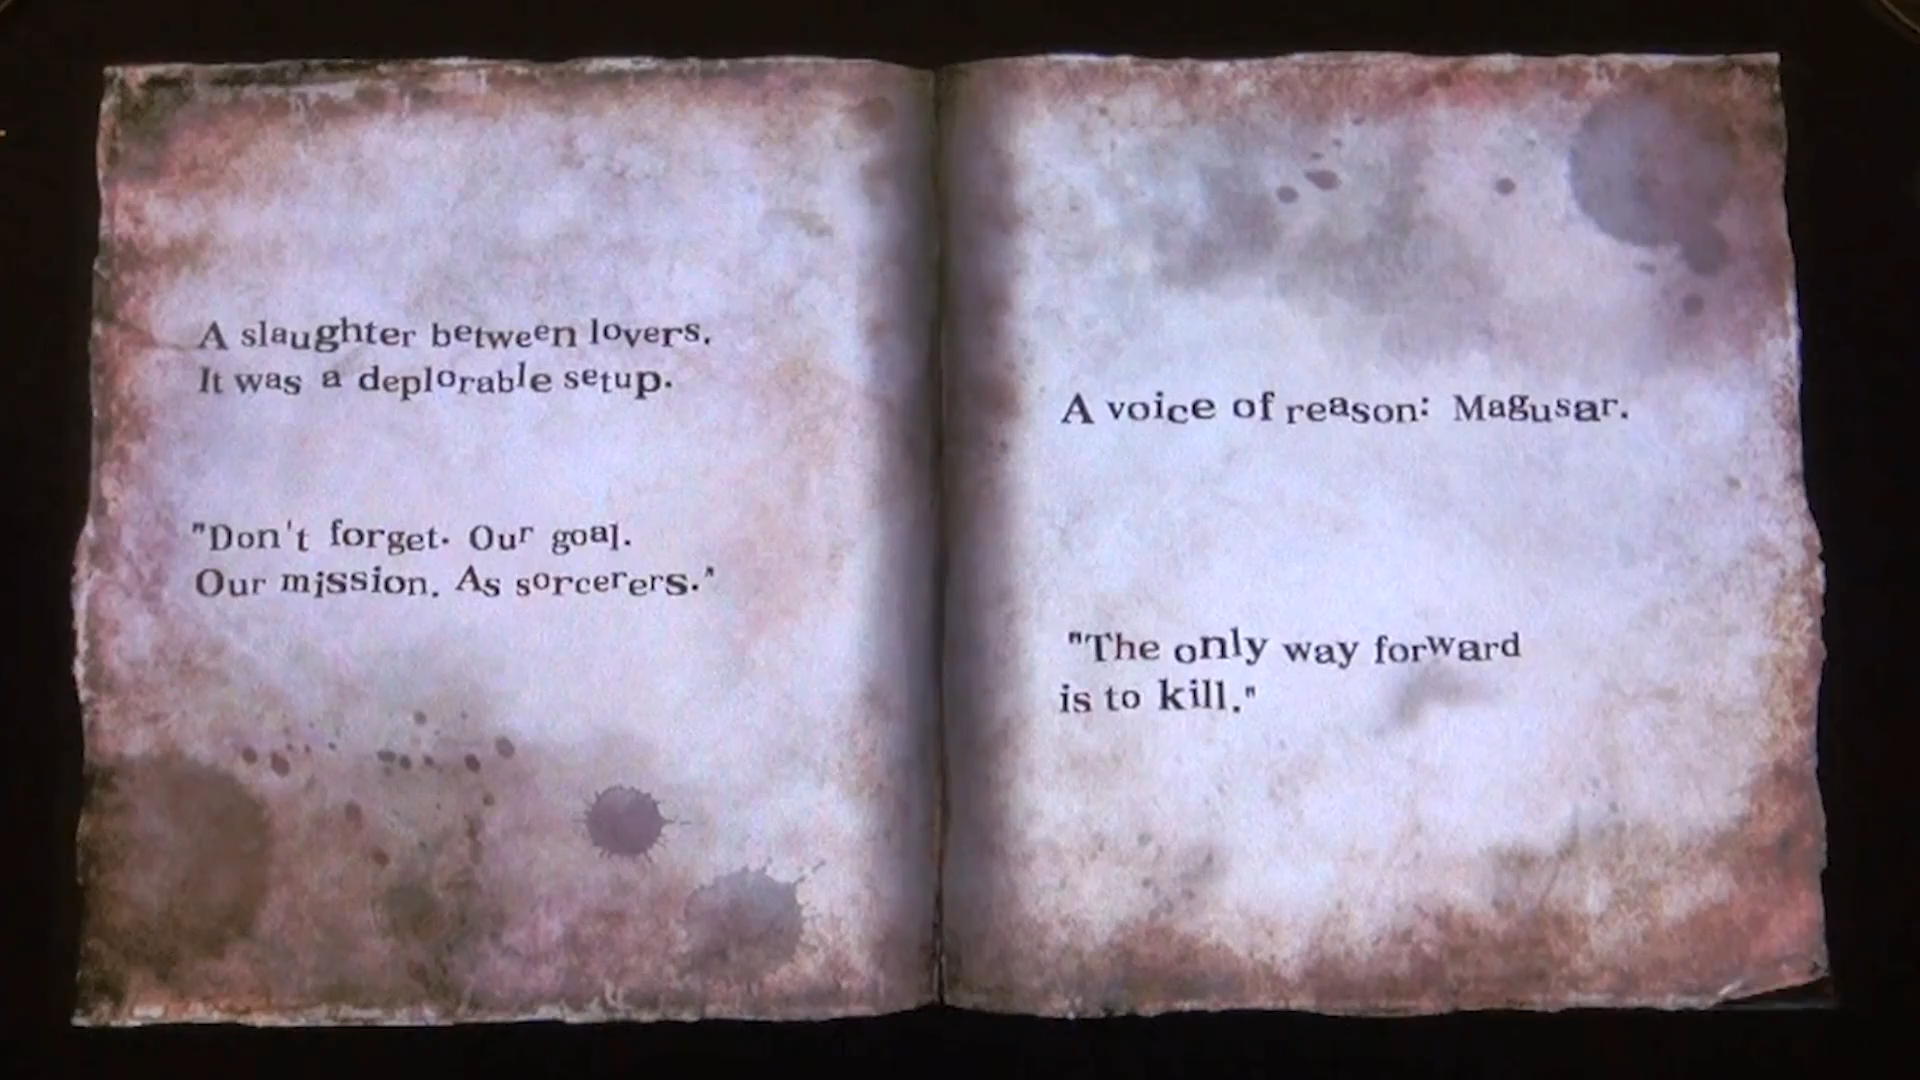 A slaughter between lovers.
It was a deplorable setup.
"Don't forget. Our goal.
Our mission. As sorcerers."
A voice of reason: Magusar.
"The only way forward
is to kill."